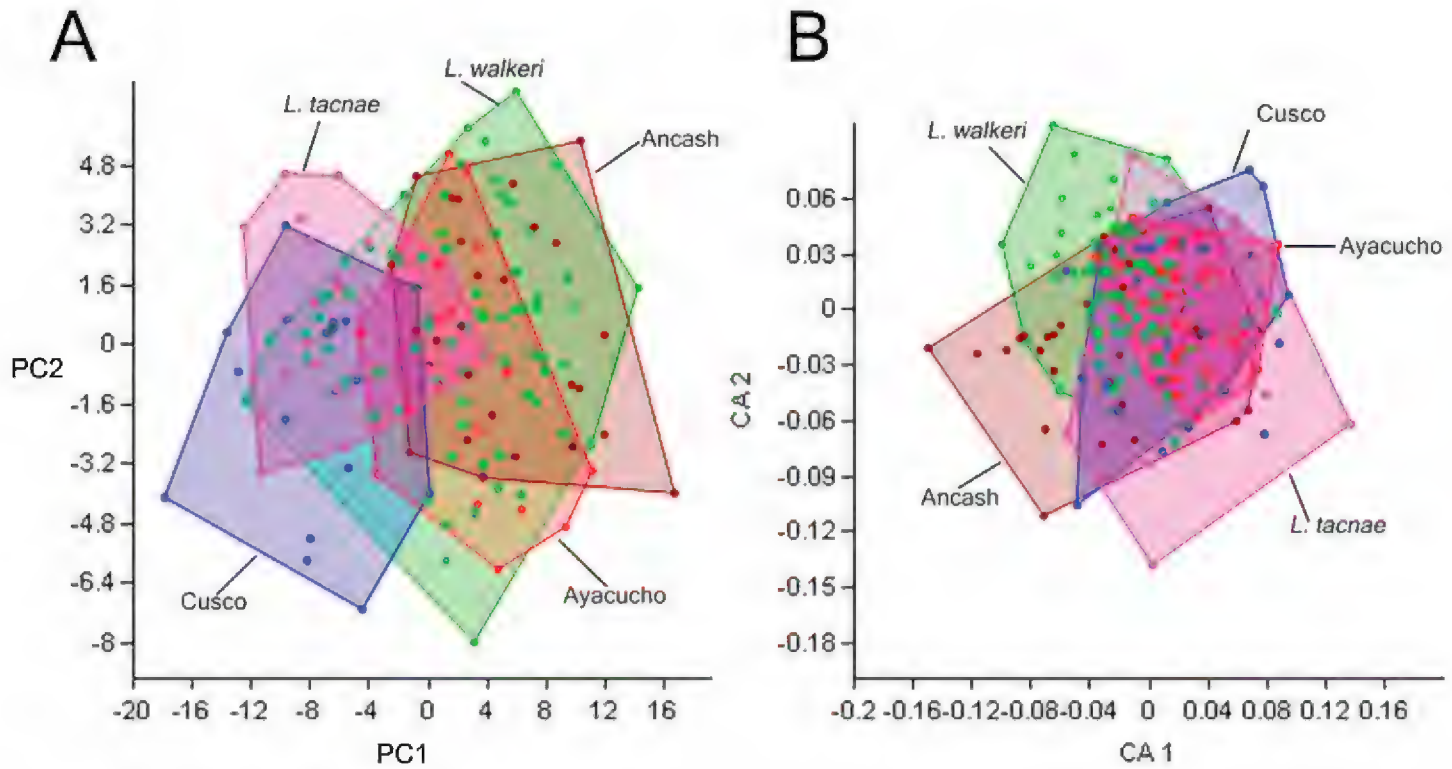 A
L. walkeri
L. tacnae
Ancash
4.8
3.2
1.6
0
-1.6
-3.2
-4.8
-6.4
-8
PC2
Cusco
Ayacucho
-20 -16 -12 -8 -4 0 4 8 12 16
PC1
B
Cusco
L. walkeri
Ayacucho
0.06
0.03
0
-0.03
-0.06
-0.09
-0.12
-0.15
-0.18
CA 2
Ancash
L. tacnae
-0.2 -0.16 -0.12 -0.08 -0.04 0 0.04 0.08 0.12 0.16
CA 1